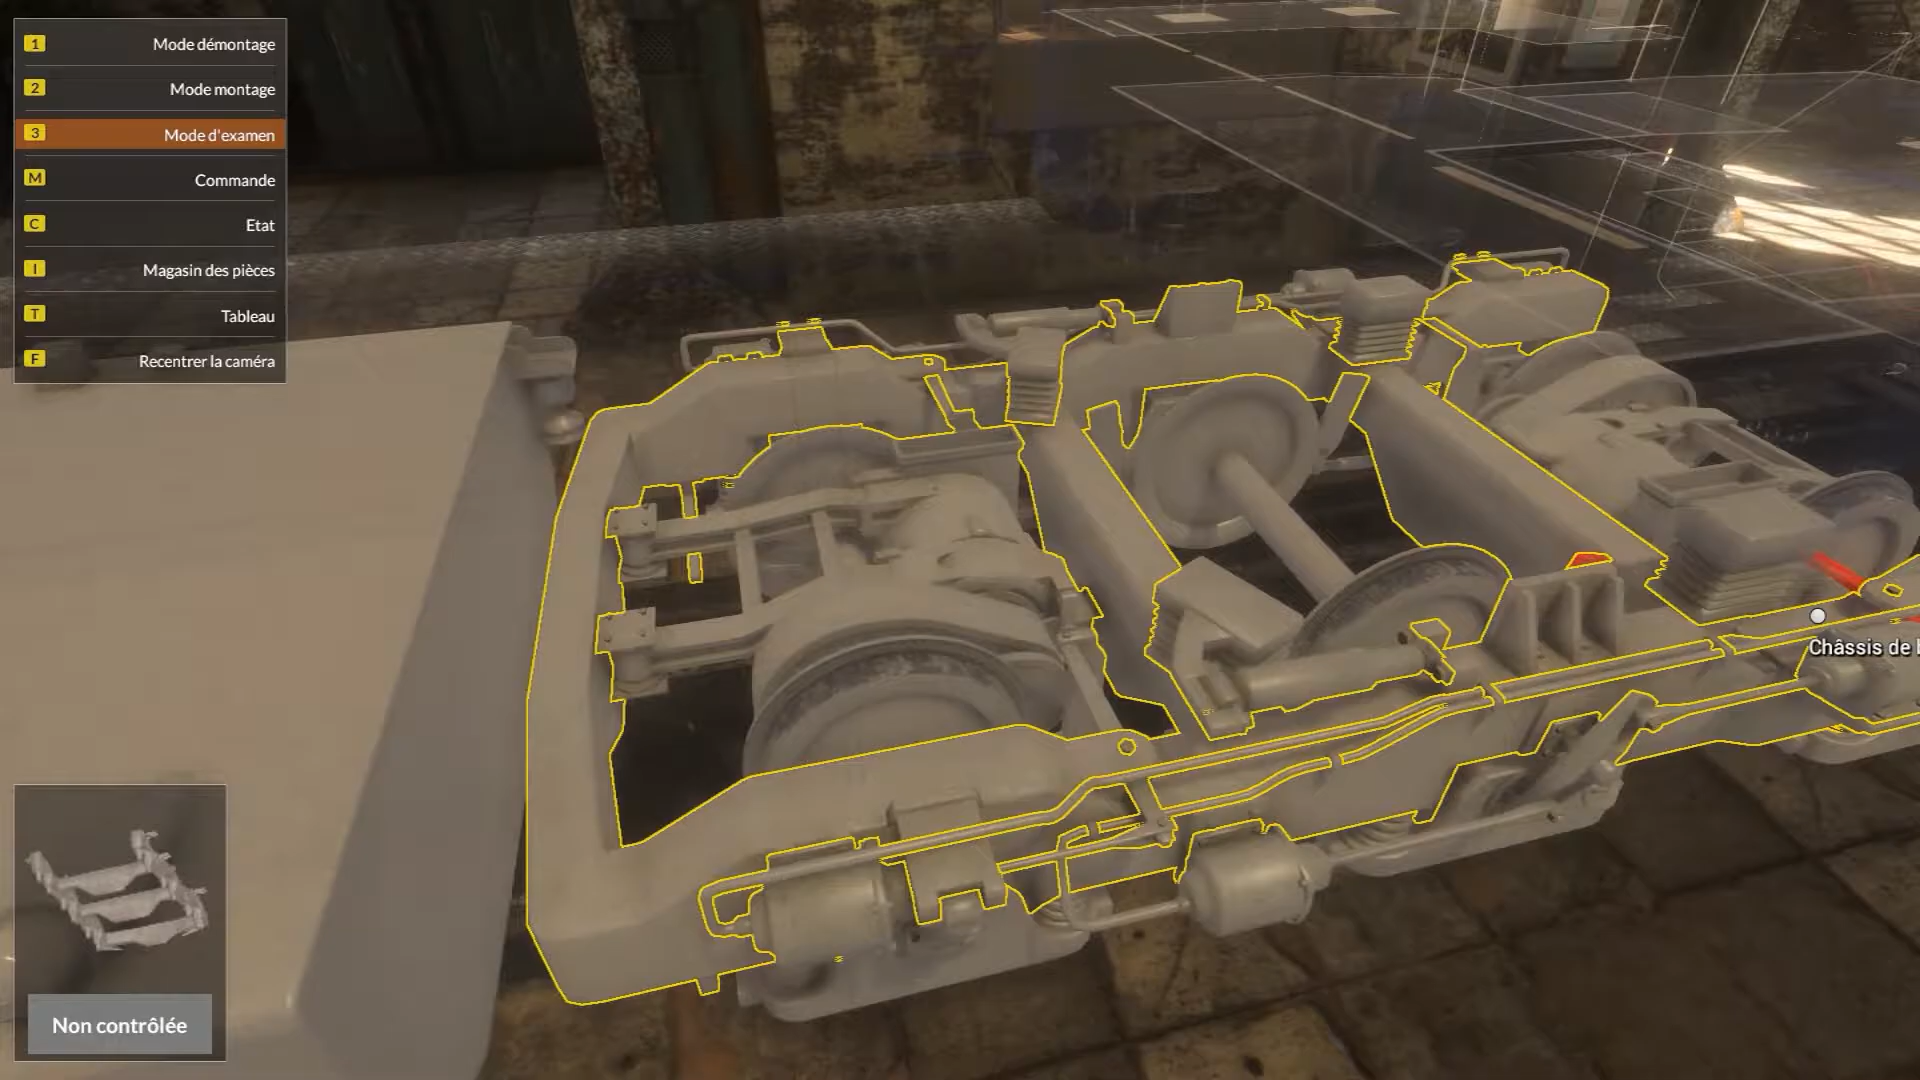 1 Mode démontage
2 Mode montage
3 Mode d'examen
M Commande
C Etat
I Magasin des pièces
T Tableau
F Recentrer la caméra
Châssis de
Non contrôlée